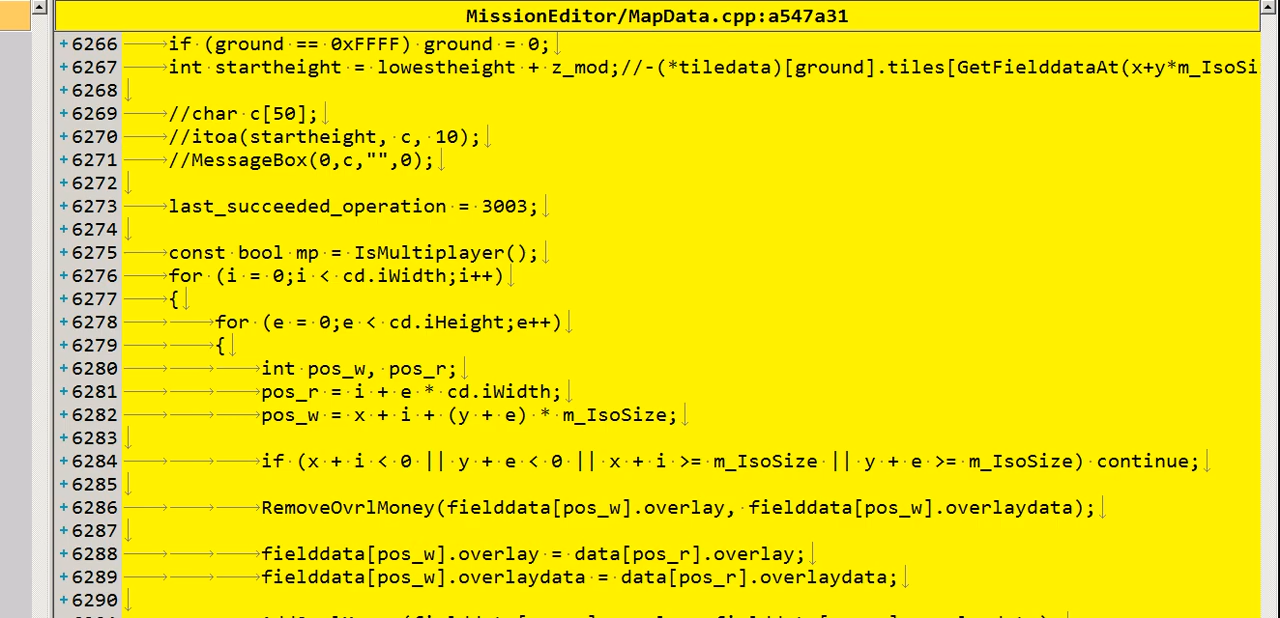 MissionEditor/MapData.cpp:a547a31
+6266 if (ground == 0xFFFF) ground = 0;
+6267 int startheight = lowestheight + z_mod;//-(*tiledata)[ground].tiles[GetFielddataAt(x+y*m_IsoSi
+6268
+6269 //char c[50];
+6270 //itoa(startheight, c, 10);
+6271 //MessageBox(0,c,"",0);
+6272
+6273 last_succeeded_operation = 3003;
+6274
+6275 const bool mp = IsMultiplayer();
+6276 for (i = 0;i < cd.iWidth;i++)
+6277 {
+6278 for (e = 0;e < cd.iHeight;e++)
+6279 {
+6280 int pos_w, pos_r;
+6281 pos_r = i + e * cd.iWidth;
+6282 pos_w = x + i + (y + e) * m_IsoSize;
+6283
+6284 if (x + i < 0 || y + e < 0 || x + i >= m_IsoSize || y + e >= m_IsoSize) continue;
+6285
+6286 RemoveOvrlMoney(fielddata[pos_w].overlay, fielddata[pos_w].overlaydata);
+6287
+6288 fielddata[pos_w].overlay = data[pos_r].overlay;
+6289 fielddata[pos_w].overlaydata = data[pos_r].overlaydata;
+6290